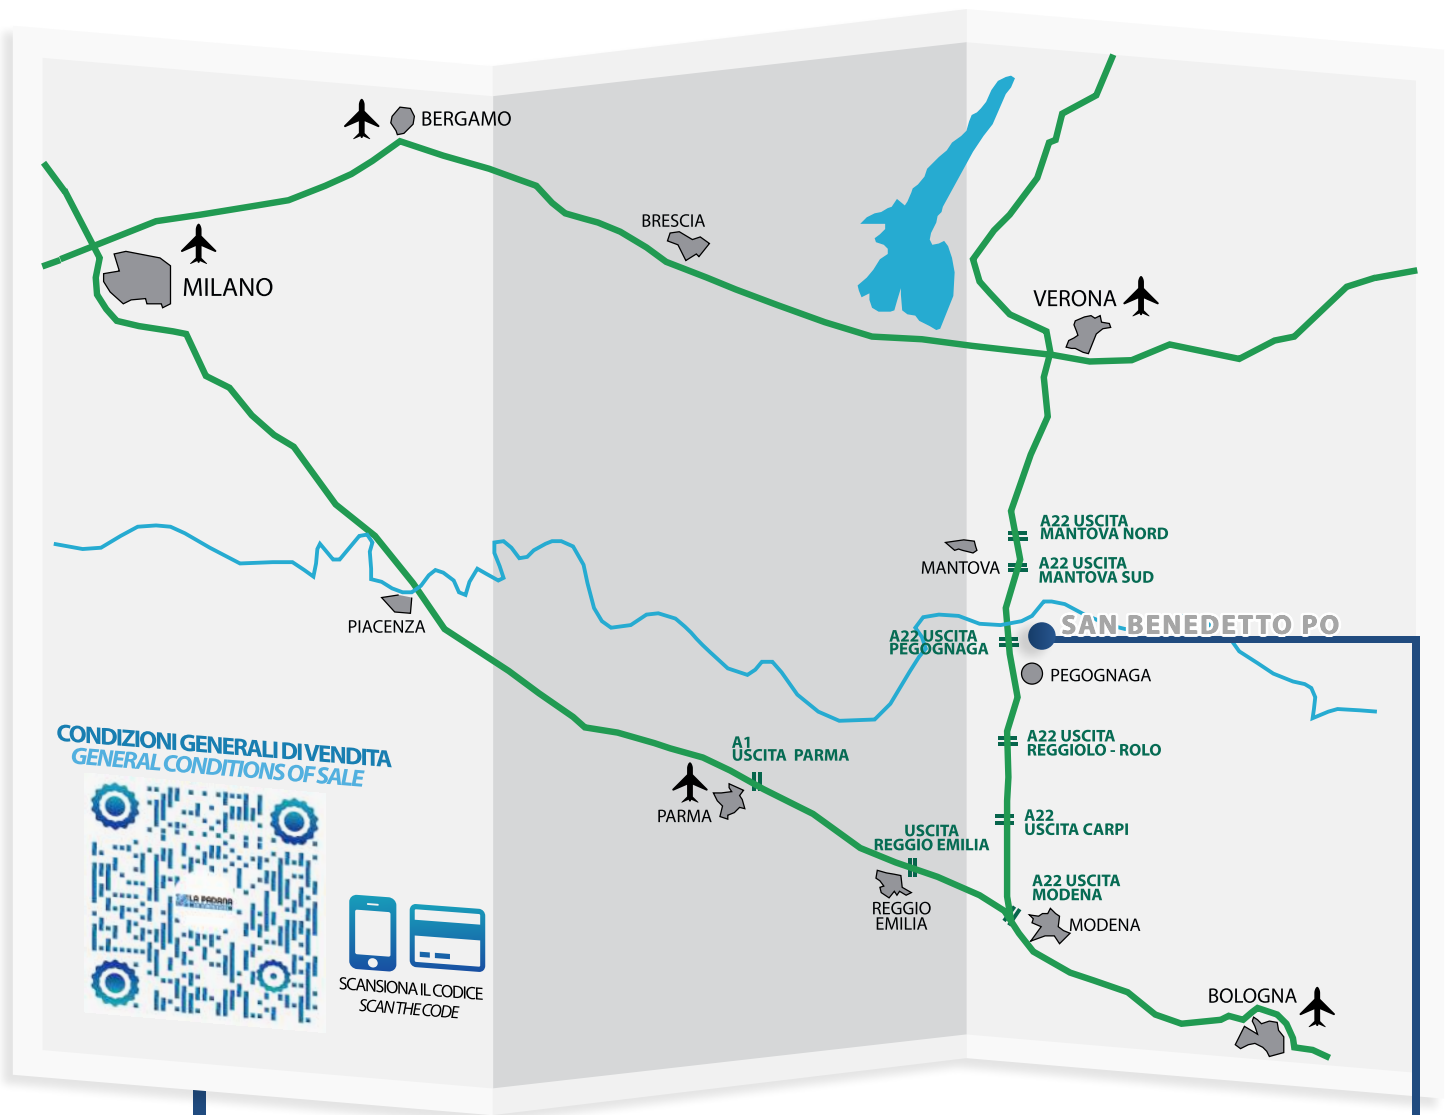 BERGAMO
BRESCIA
MILANO
VERONA
A22 USCITA
MANTOVA NORD
MANTOVA
A22 USCITA
MANTOVA SUD
PIACENZA
SAN BENEDETTO PO
A22 USCITA
PEGOGNAGA
PEGOGNAGA
CONDIZIONI GENERALI DI VENDITA
GENERAL CONDITIONS OF SALE
A1
USCITA PARMA
A22 USCITA
REGGIOLO - ROLO
PARMA
USCITA
REGGIO EMILIA
A22
USCITA CARPI
A22 USCITA
MODENA
LA PADANA
REGGIO
EMILIA
MODENA
SCANSIONA IL CODICE
SCAN THE CODE
BOLOGNA